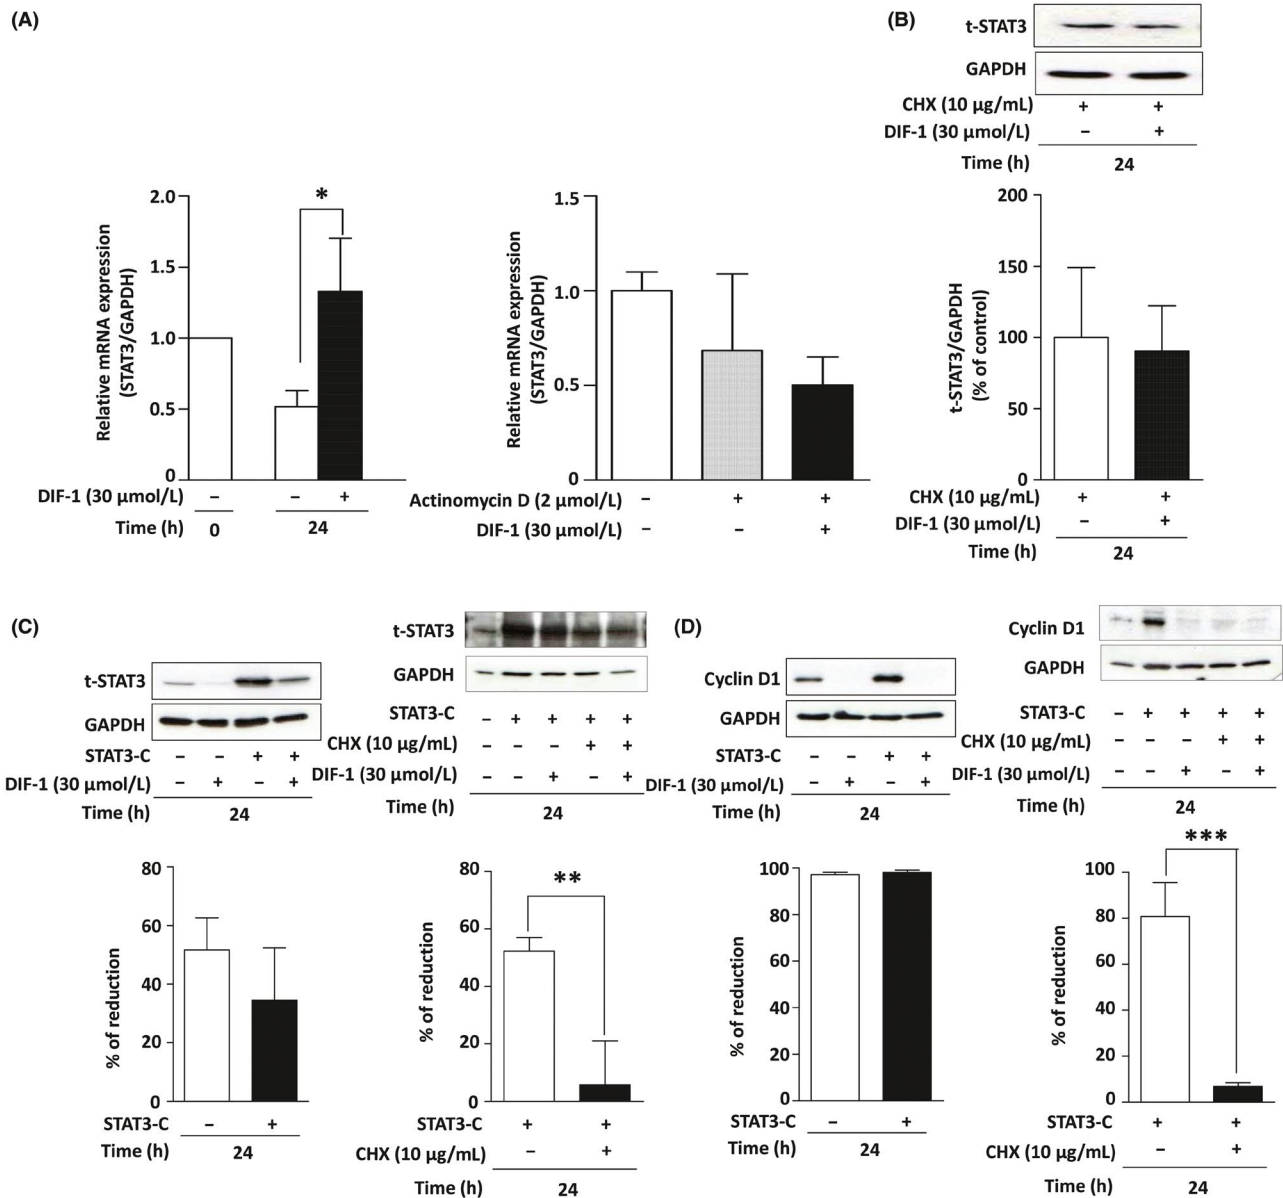 (A)
2.0
1.5
1.0
0.5
0
Relative mRNA expression
(STAT3/GAPDH)
*
DIF-1 (30 μmol/L) – – +
Time (h) 0 24
1.5
1.0
0.5
0
Relative mRNA expression
(STAT3/GAPDH)
Actinomycin D (2 μmol/L) – + +
DIF-1 (30 μmol/L) – – +
(B)
t-STAT3
GAPDH
CHX (10 μg/mL) + +
DIF-1 (30 μmol/L) – +
Time (h) 24
200
150
100
50
0
t-STAT3/GAPDH
(% of control)
CHX (10 μg/mL) + +
DIF-1 (30 μmol/L) – +
Time (h) 24
(C)
t-STAT3
GAPDH
STAT3-C – – + +
DIF-1 (30 μmol/L) – + – +
Time (h) 24
t-STAT3
GAPDH
STAT3-C – + + + +
CHX (10 μg/mL) – – – + +
DIF-1 (30 μmol/L) – – + – +
Time (h) 24
80
60
40
20
0
% of reduction
STAT3-C – +
Time (h) 24
80
60
40
20
0
% of reduction
**
STAT3-C + +
CHX (10 μg/mL) – +
Time (h) 24
(D)
Cyclin D1
GAPDH
STAT3-C – – + +
DIF-1 (30 μmol/L) – + – +
Time (h) 24
Cyclin D1
GAPDH
STAT3-C – + + + +
CHX (10 μg/mL) – – – + +
DIF-1 (30 μmol/L) – – + – +
Time (h) 24
100
80
60
40
20
0
% of reduction
STAT3-C – +
Time (h) 24
100
80
60
40
20
0
% of reduction
***
STAT3-C + +
CHX (10 μg/mL) – +
Time (h) 24